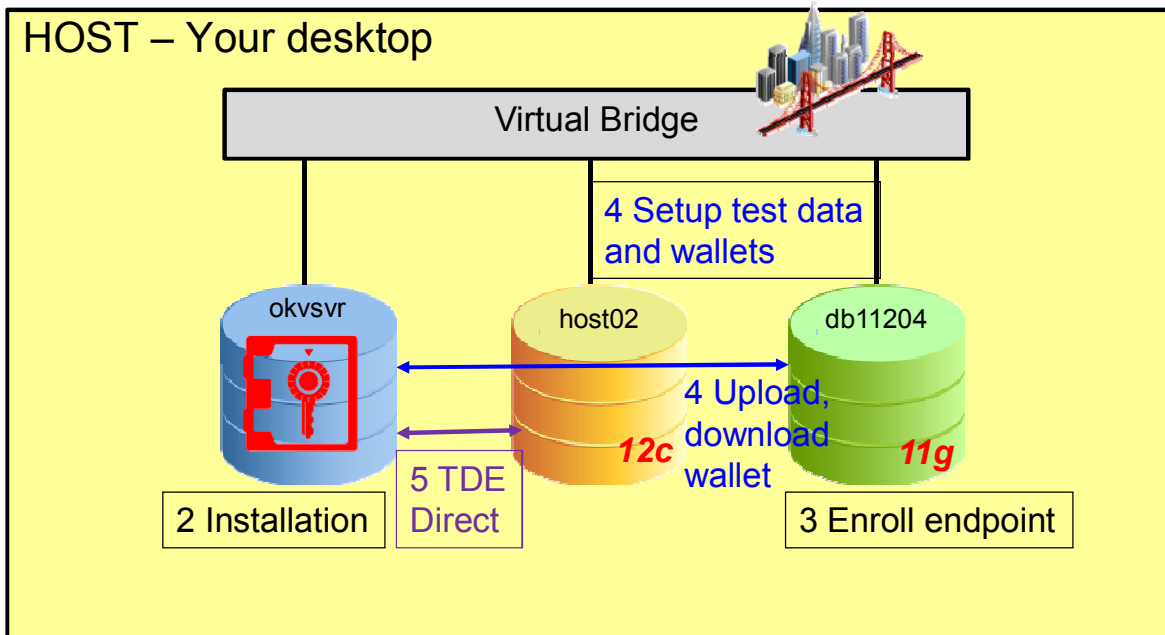 HOST – Your desktop
Virtual Bridge
4 Setup test data
and wallets
okvsvr
host02
db11204
4 Upload,
download
wallet
12c
11g
5 TDE
Direct
2 Installation
3 Enroll endpoint